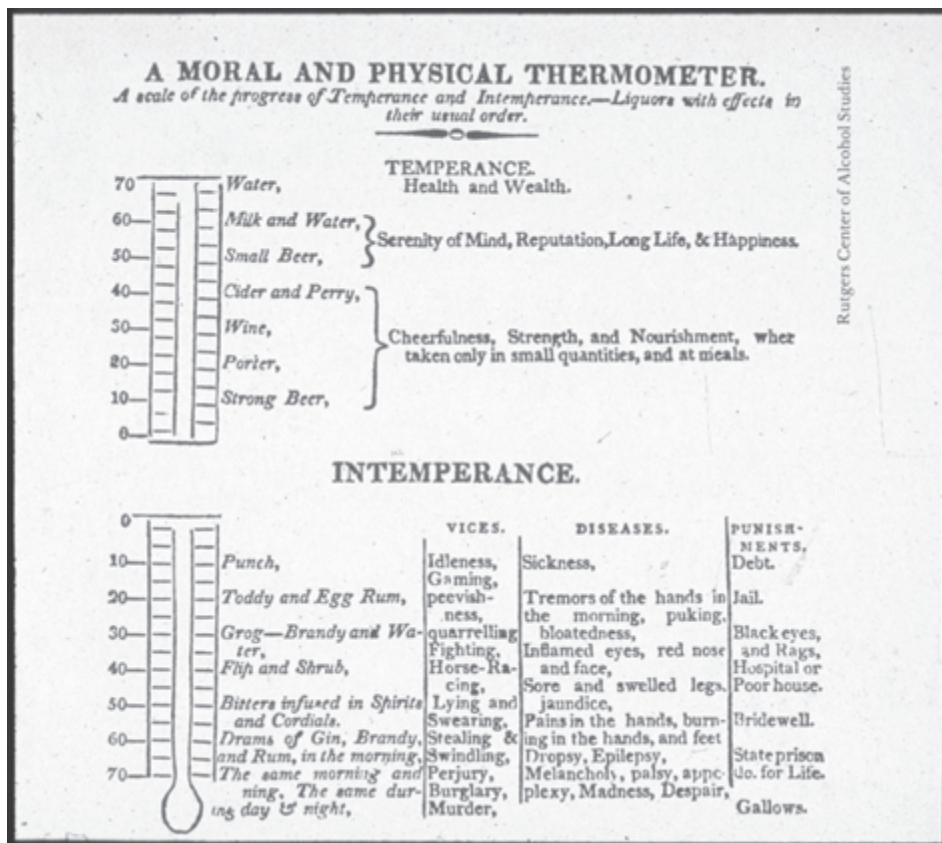 A MORAL AND PHYSICAL THERMOMETER.
A scale of the progress of Temperance and Intemperance.—Liquors with effects in
their usual order.
TEMPERANCE.
Health and Wealth.
70 Water,
60 Milk and Water,
Serenity of Mind, Reputation, Long Life, & Happiness.
50 Small Beer,
40 Cider and Perry,
30 Wine,
Cheerfulness, Strength, and Nourishment, when
taken only in small quantities, and at meals.
20 Porter,
10 Strong Beer,
0
INTEMPERANCE.
0
VICES. DISEASES. PUNISH-
MENTS.
10 Punch, Idleness, Sickness, Debt.
Gaming,
20 Toddy and Egg Rum, peevish- Tremors of the hands in Jail.
ness, the morning, puking,
30 Grog—Brandy and Wa- quarrelling bloatedness, Black eyes,
ter, Fighting, Inflamed eyes, red nose and Rags,
40 Flip and Shrub, Horse-Ra- and face, Hospital or
cing, Sore and swelled legs, Poor house.
50 Bitters infused in Spirits Lying and jaundice,
and Cordials. Swearing, Pains in the hands, burn- Bridewell.
60 Drams of Gin, Brandy, Stealing & ing in the hands, and feet
and Rum, in the morning, Swindling, Dropsy, Epilepsy, State prison
70 The same morning and Perjury, Melancholy, palsy, appo- do. for Life.
ning, The same dur- Burglary, plexy, Madness, Despair,
ing day & night, Murder, Gallows.
Rutgers Center of Alcohol Studies